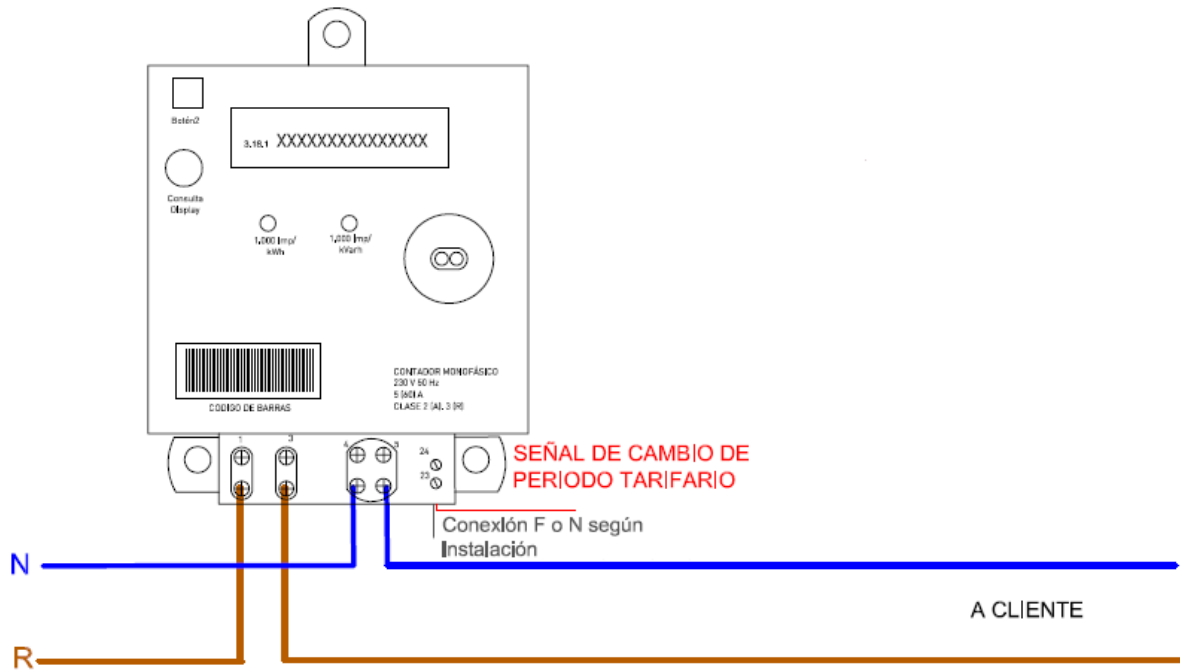 Botén2
3.18.1 XXXXXXXXXXXXXXX
Consulta
Display
1,000 Imp/
kWh
1,000 Imp/
kVarh
CONTADOR MONOFÁSICO
230 V 50 Hz
5 (60) A
CLASE 2 (A). 3 (R)
CODIGO DE BARRAS
1 3 4 5 24
23
SEÑAL DE CAMBIO DE
PERIODO TARIFARIO
Conexión F o N según
Instalación
N
A CLIENTE
R